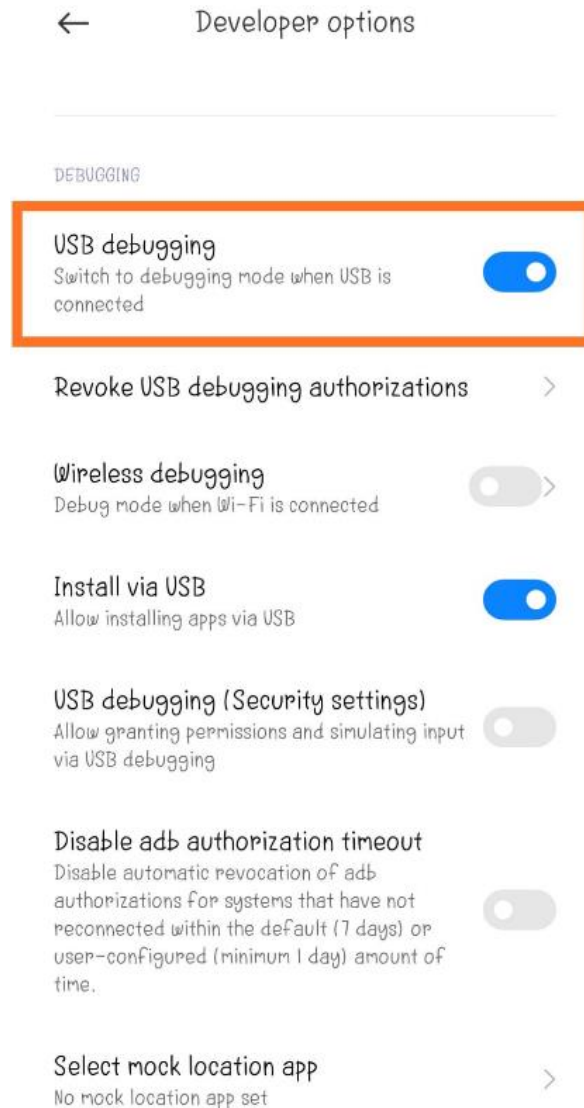 Developer options
DEBUGGING
USB debugging
Switch to debugging mode when USB is
connected
Revoke USB debugging authorizations
Wireless debugging
Debug mode when Wi-Fi is connected
Install via USB
Allow installing apps via USB
USB debugging (Security settings)
Allow granting permissions and simulating input
via USB debugging
Disable adb authorization timeout
Disable automatic revocation of adb
authorizations for systems that have not
reconnected within the default (7 days) or
user-configured (minimum 1 day) amount of
time.
Select mock location app
No mock location app set